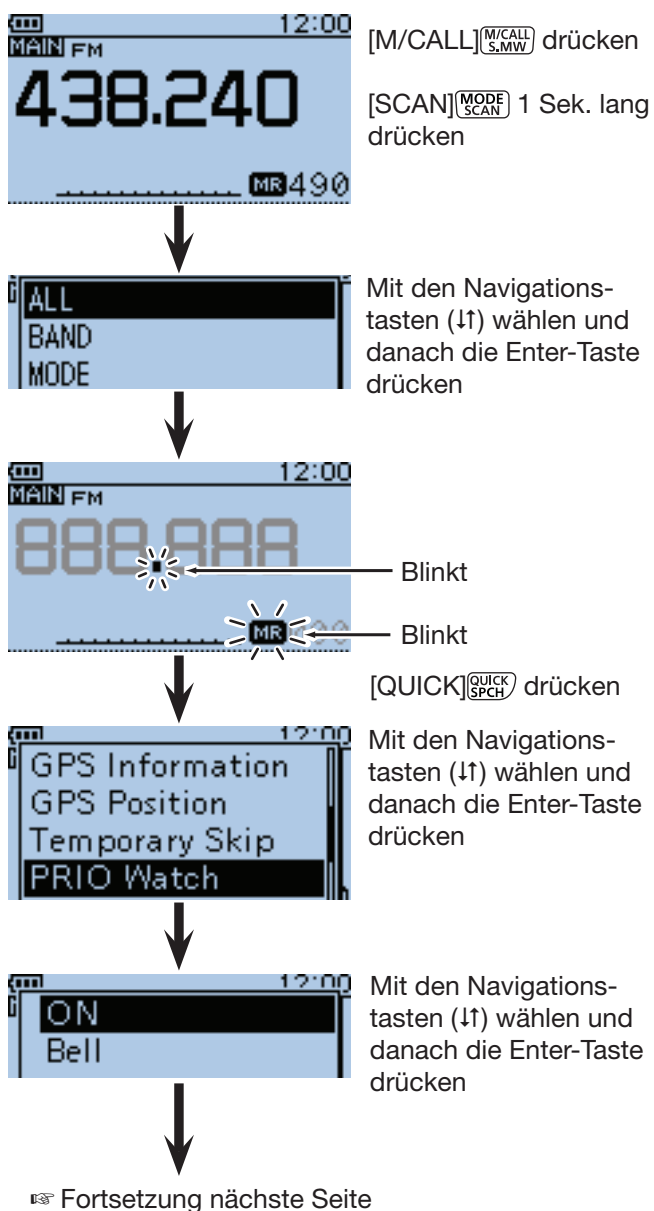 12:00
MAIN FM
438.240
MR 490
[M/CALL] M/CALL S.MW drücken
[SCAN] MODE SCAN 1 Sek. lang
drücken
ALL
BAND
MODE
Mit den Navigations-
tasten (↓↑) wählen und
danach die Enter-Taste
drücken
12:00
MAIN FM
888.888
MR
Blinkt
Blinkt
[QUICK] QUICK SPCH drücken
12:00
GPS Information
GPS Position
Temporary Skip
PRIO Watch
Mit den Navigations-
tasten (↓↑) wählen und
danach die Enter-Taste
drücken
12:00
ON
Bell
Mit den Navigations-
tasten (↓↑) wählen und
danach die Enter-Taste
drücken
☞ Fortsetzung nächste Seite